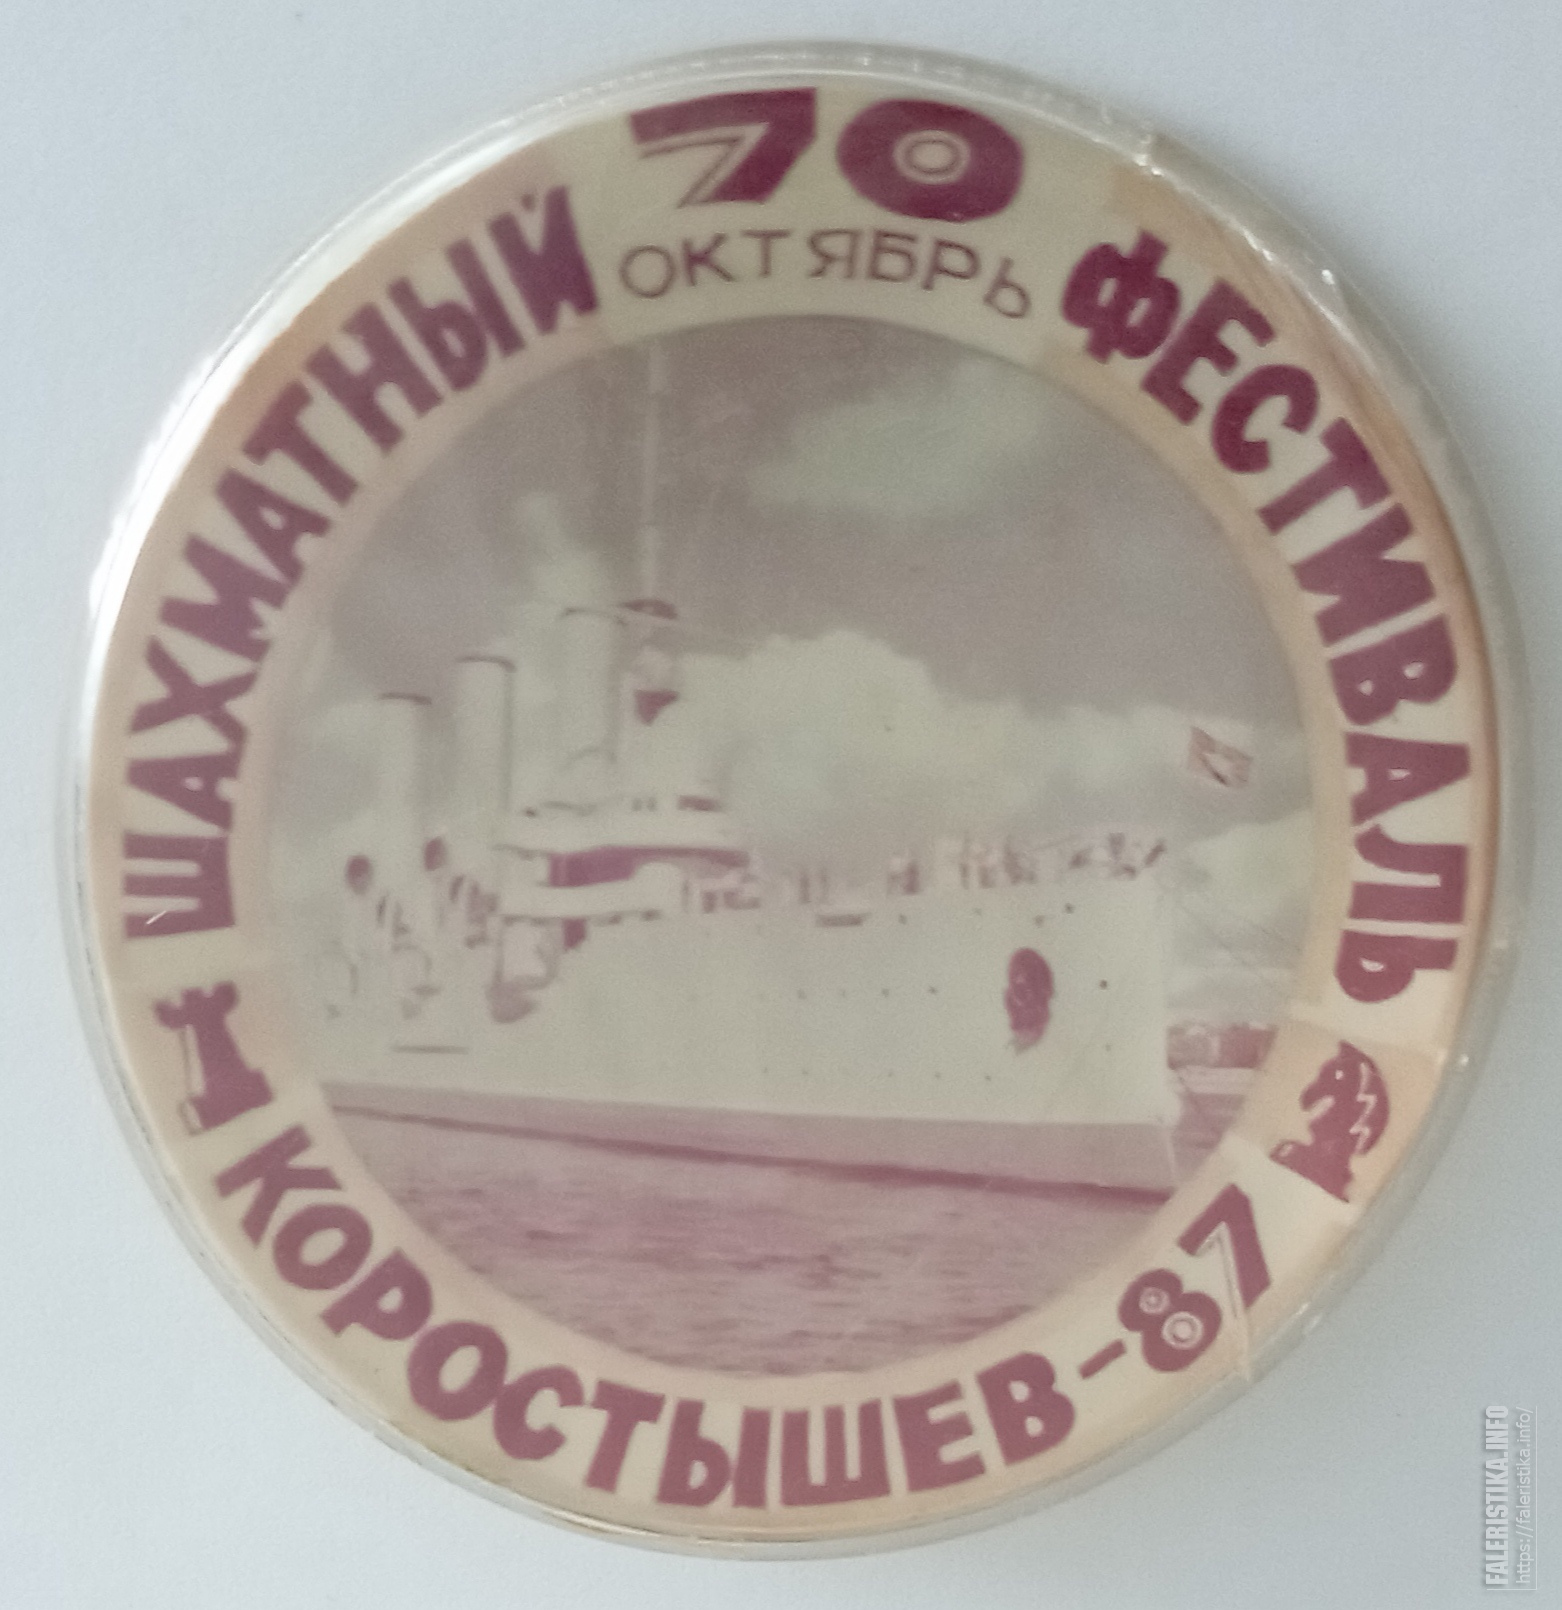 70
ОКТЯБРЬ
ШАХМАТНЫЙ ФЕСТИВАЛЬ
КОРОСТЫШЕВ-87
FALERISTIKA.INFO
https://faleristika.info/